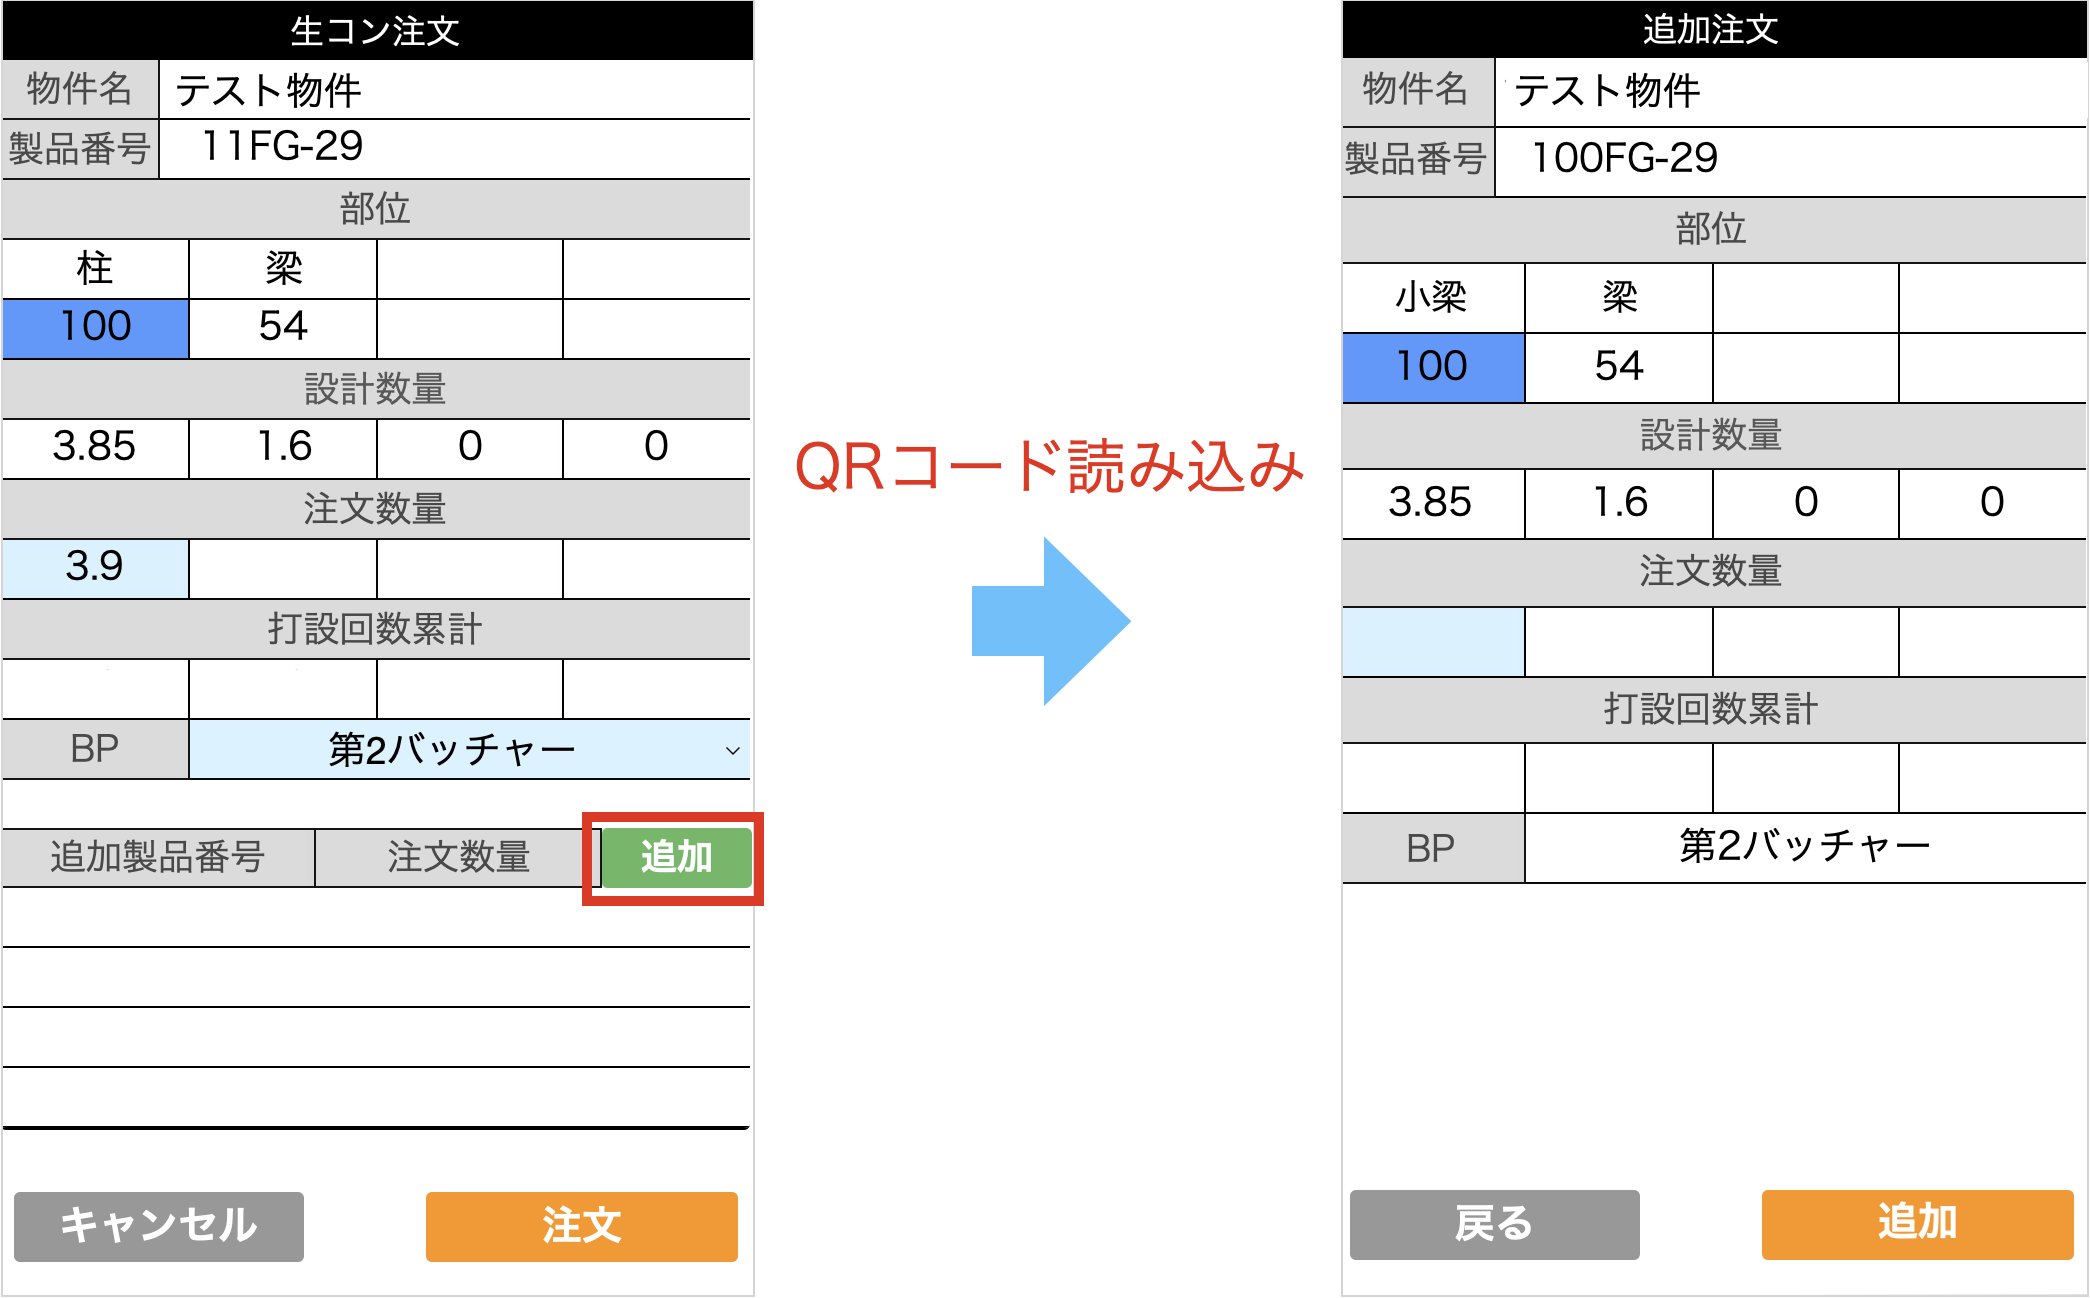 生コン注文
物件名 テスト物件
製品番号 11FG-29
部位
柱 梁
100 54
設計数量
3.85 1.6 0 0
注文数量
3.9
打設回数累計
BP 第2バッチャー
追加製品番号 注文数量 追加
キャンセル 注文
QRコード読み込み
追加注文
物件名 テスト物件
製品番号 100FG-29
部位
小梁 梁
100 54
設計数量
3.85 1.6 0 0
注文数量
打設回数累計
BP 第2バッチャー
戻る 追加